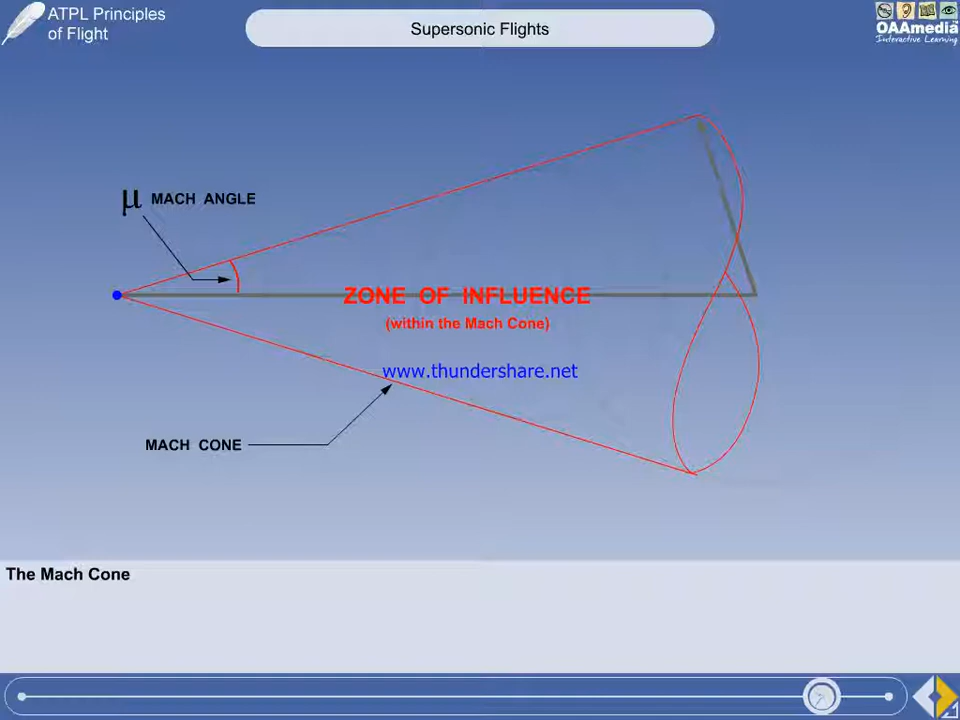 ATPL Principles
of Flight
Supersonic Flights
OAAmedia
Interactive Learning
μ MACH ANGLE
ZONE OF INFLUENCE
(within the Mach Cone)
www.thundershare.net
MACH CONE
The Mach Cone